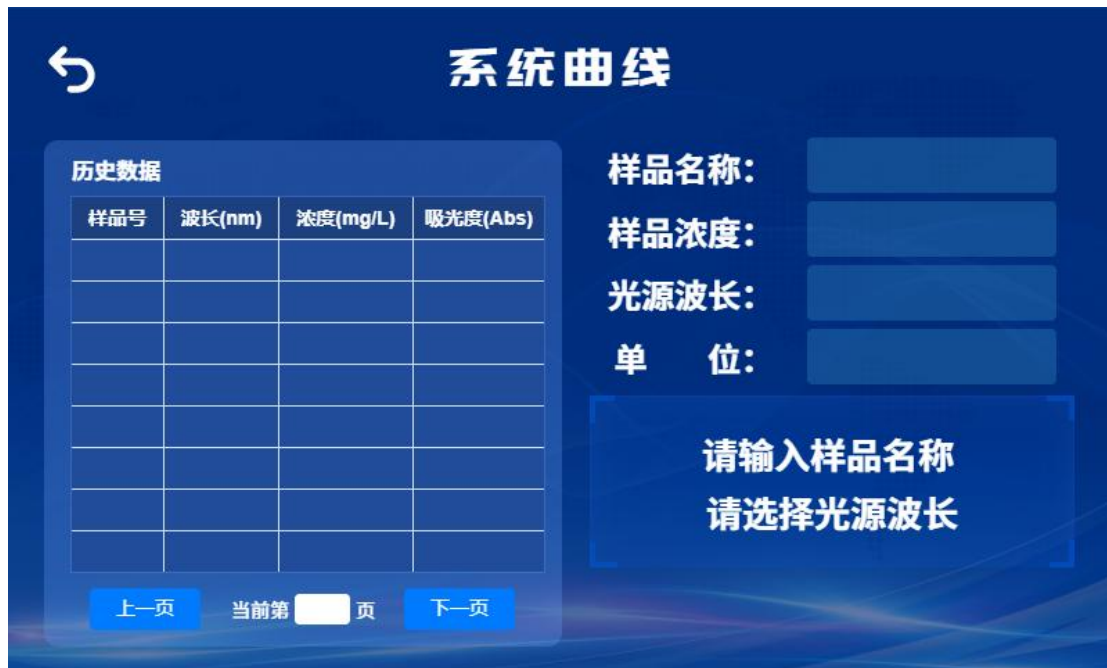 系统曲线
历史数据
样品号 波长(nm) 浓度(mg/L) 吸光度(Abs)
上一页 当前第 页 下一页
样品名称：
样品浓度：
光源波长：
单 位：
请输入样品名称
请选择光源波长